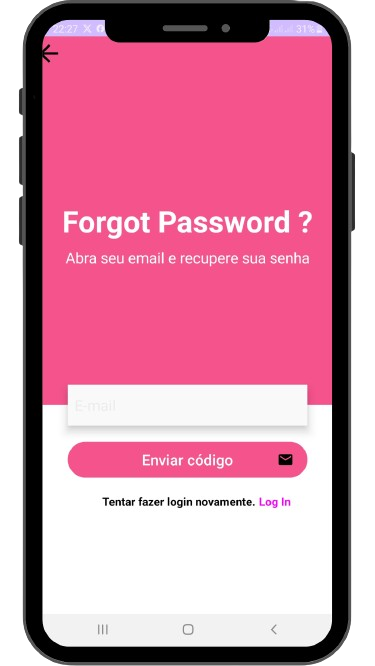 22:27 31%
Forgot Password ?
Abra seu email e recupere sua senha
E-mail
Enviar código
Tentar fazer login novamente. Log In